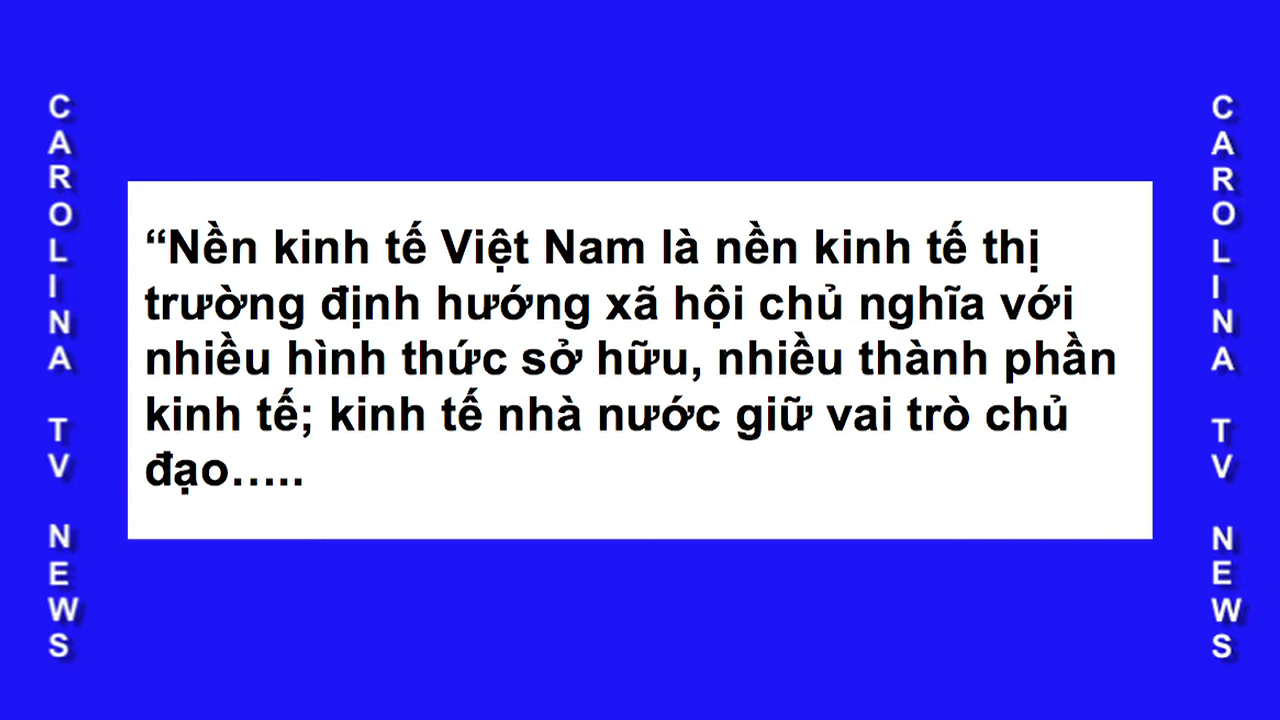 CAROLINA TV NEWS
“Nền kinh tế Việt Nam là nền kinh tế thị
trường định hướng xã hội chủ nghĩa với
nhiều hình thức sở hữu, nhiều thành phần
kinh tế; kinh tế nhà nước giữ vai trò chủ
đạo…..
CAROLINA TV NEWS